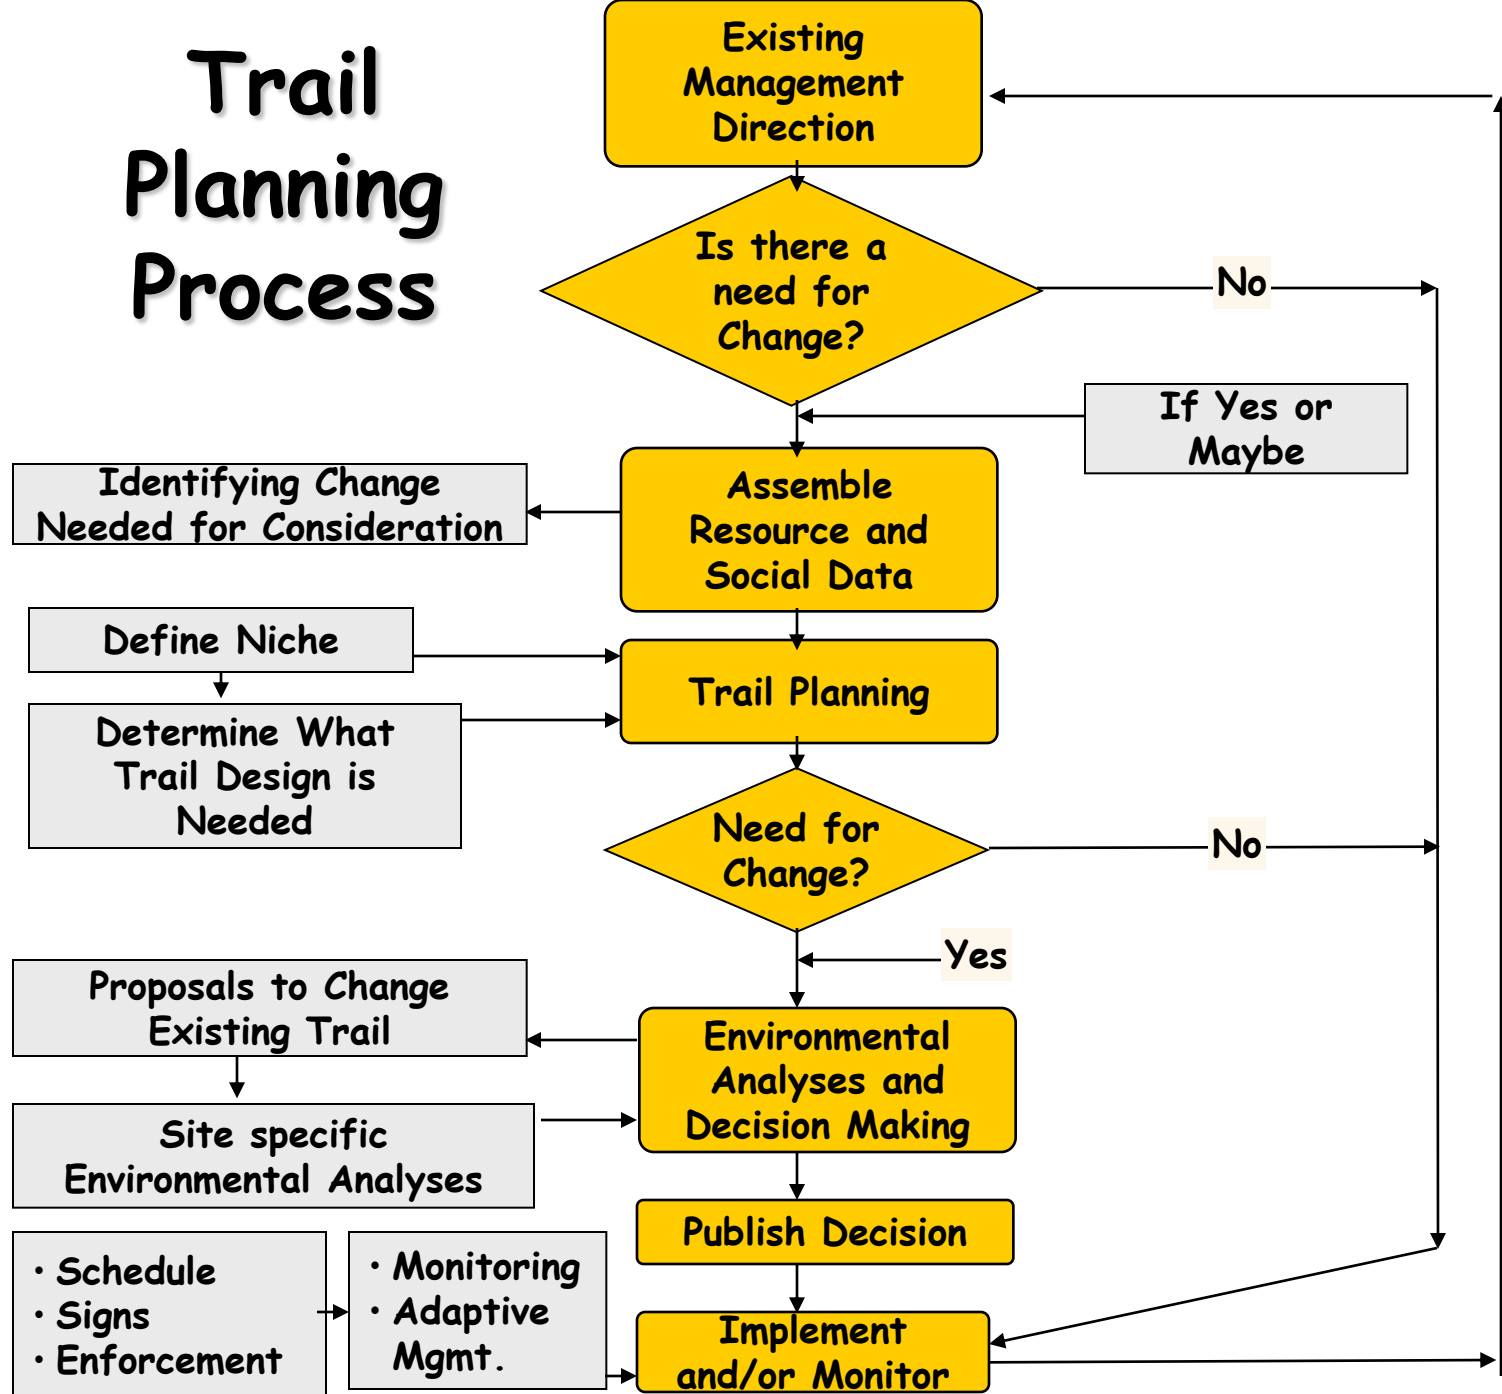 Trail
Planning
Process
Existing
Management
Direction
Is there a
need for
Change?
No
If Yes or
Maybe
Identifying Change
Needed for Consideration
Assemble
Resource and
Social Data
Define Niche
Trail Planning
Determine What
Trail Design is
Needed
Need for
Change?
No
Yes
Proposals to Change
Existing Trail
Environmental
Analyses and
Decision Making
Site specific
Environmental Analyses
Publish Decision
• Schedule
• Signs
• Enforcement
• Monitoring
• Adaptive
Mgmt.
Implement
and/or Monitor